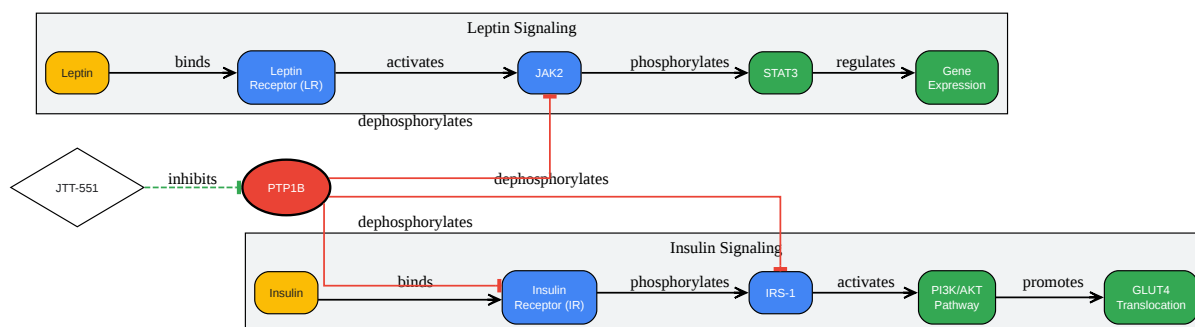 Leptin Signaling
Leptin
binds
Leptin
Receptor (LR)
activates
JAK2
phosphorylates
STAT3
regulates
Gene
Expression
dephosphorylates
JTT-551
inhibits
PTP1B
dephosphorylates
dephosphorylates
Insulin Signaling
Insulin
binds
Insulin
Receptor (IR)
phosphorylates
IRS-1
activates
PI3K/AKT
Pathway
promotes
GLUT4
Translocation